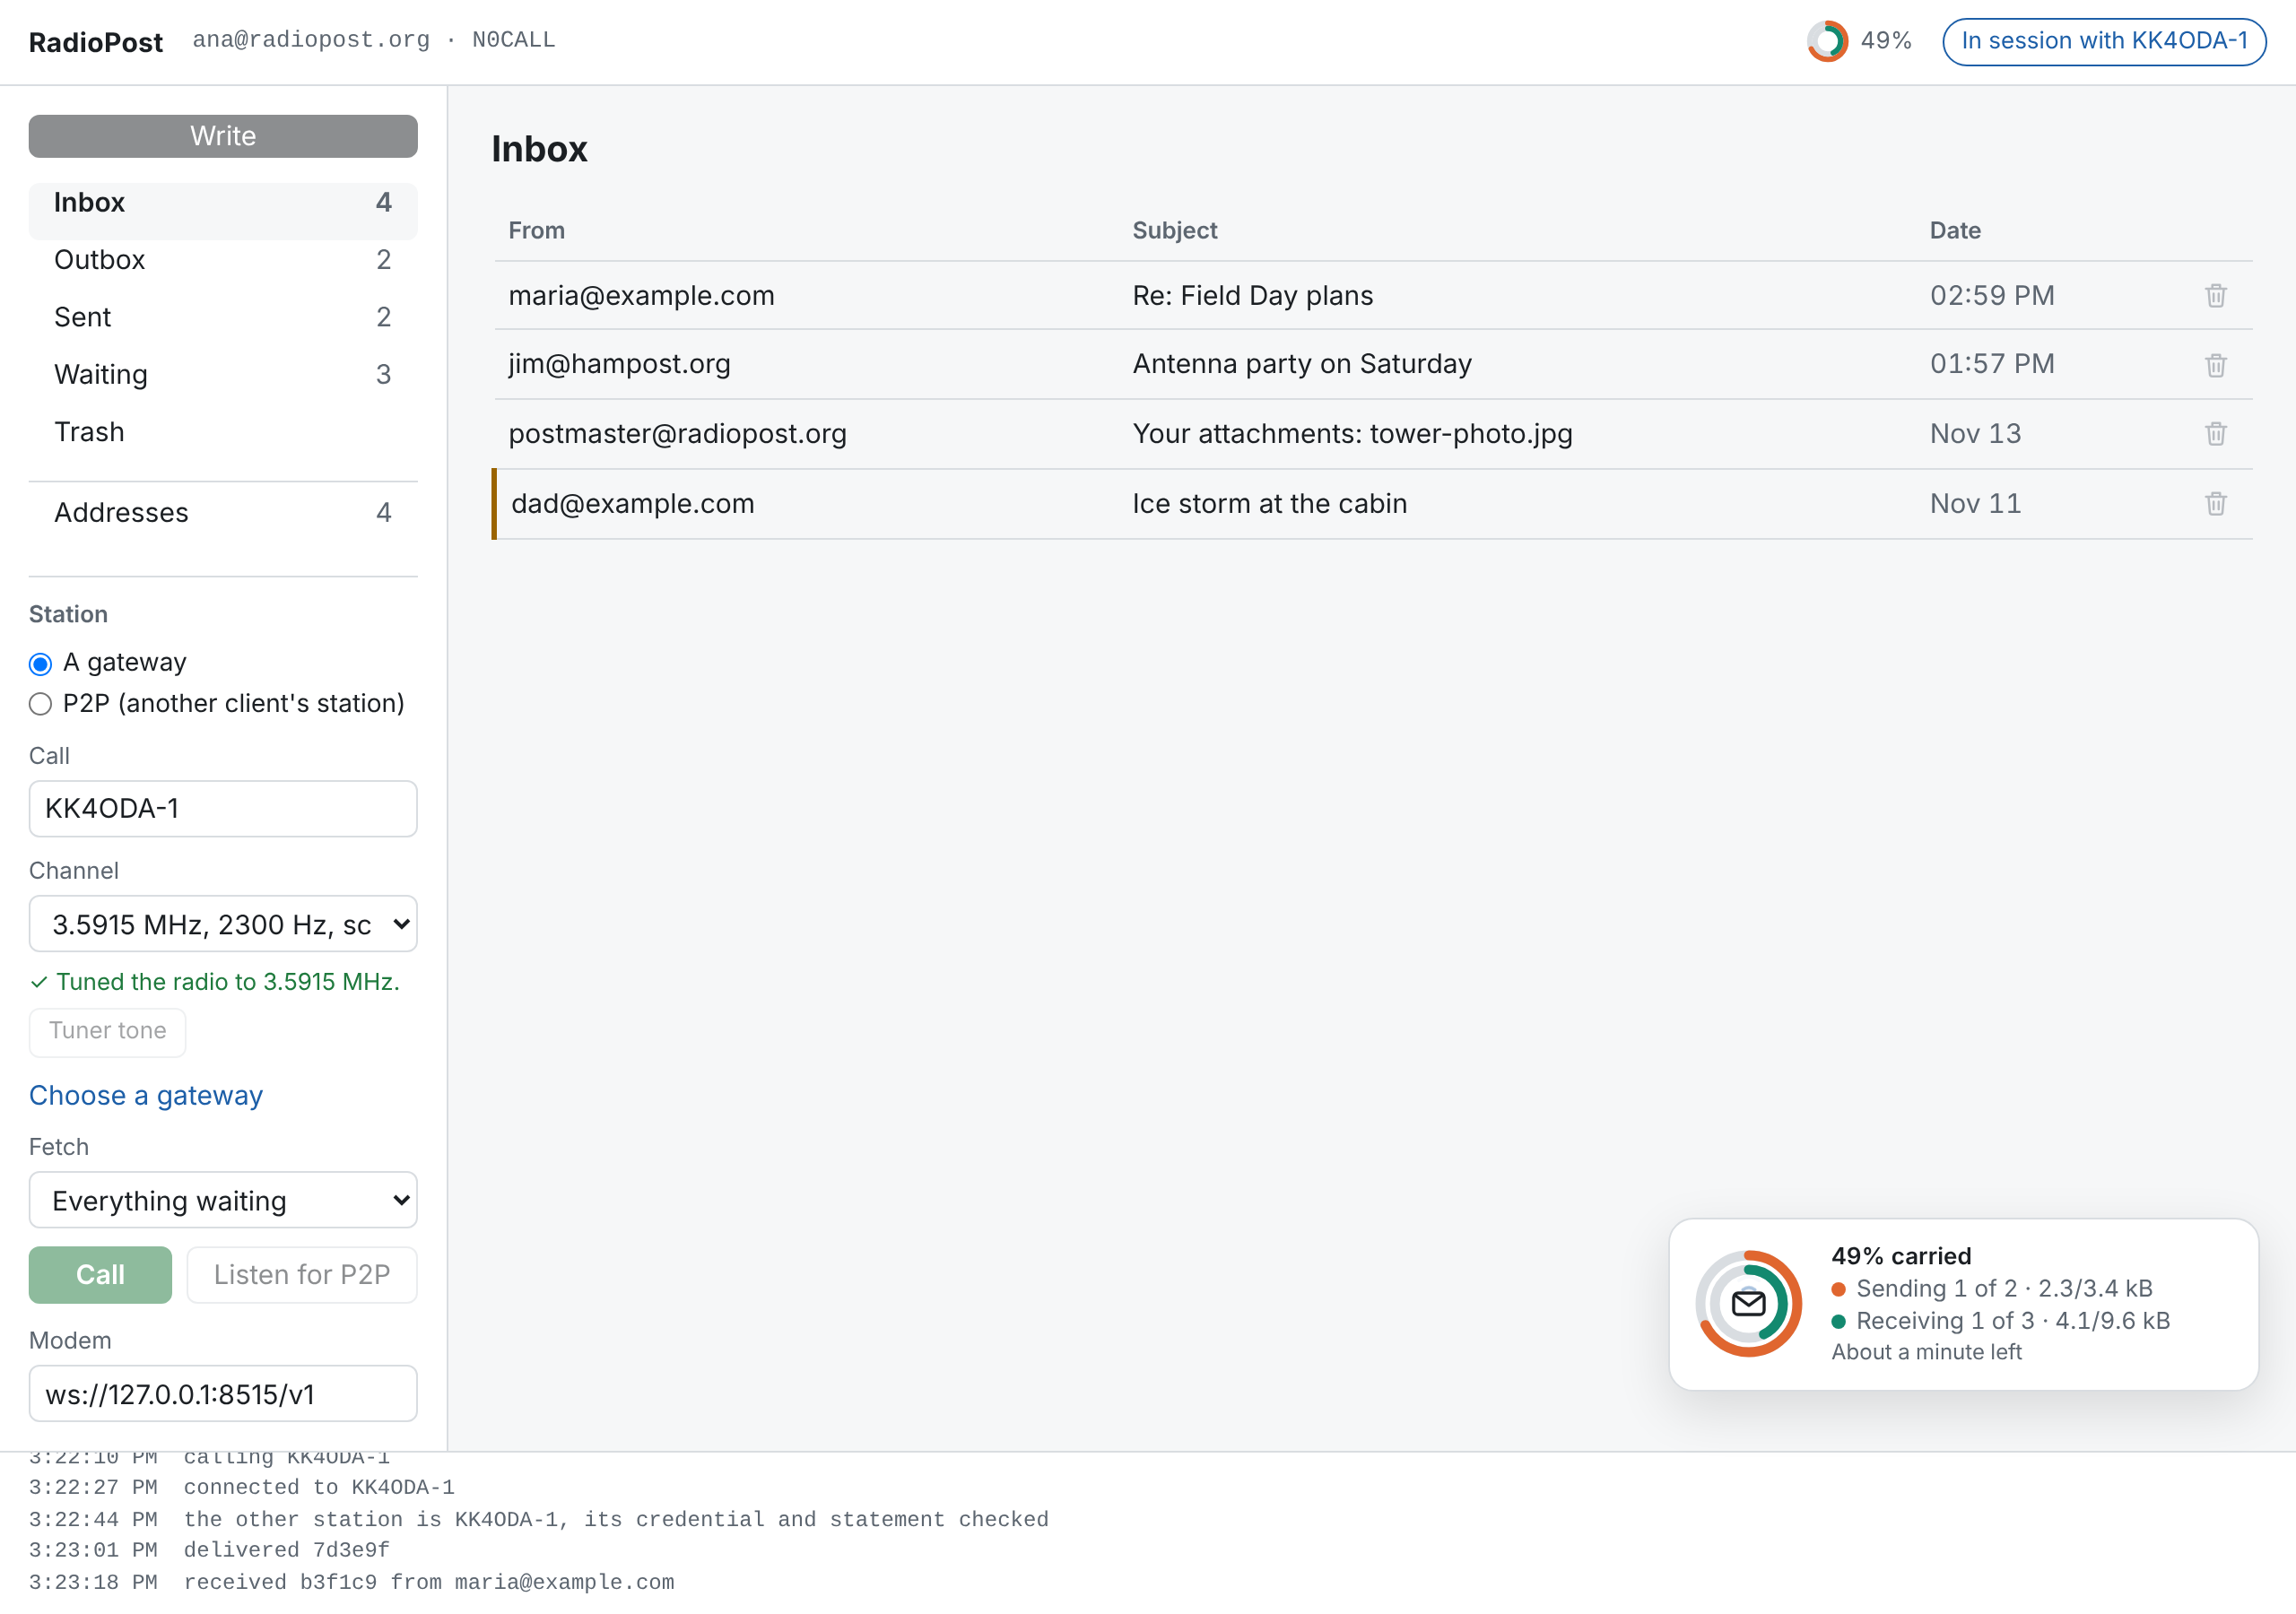 RadioPost ana@radiopost.org · N0CALL 49% In session with KK4ODA-1
Write
Inbox 4
Outbox 2
Sent 2
Waiting 3
Trash
Addresses 4
Station
A gateway
P2P (another client's station)
Call
KK4ODA-1
Channel
3.5915 MHz, 2300 Hz, sc
✓ Tuned the radio to 3.5915 MHz.
Tuner tone
Choose a gateway
Fetch
Everything waiting
Call Listen for P2P
Modem
ws://127.0.0.1:8515/v1
Inbox
From Subject Date
maria@example.com Re: Field Day plans 02:59 PM
jim@hampost.org Antenna party on Saturday 01:57 PM
postmaster@radiopost.org Your attachments: tower-photo.jpg Nov 13
dad@example.com Ice storm at the cabin Nov 11
49% carried
Sending 1 of 2 · 2.3/3.4 kB
Receiving 1 of 3 · 4.1/9.6 kB
About a minute left
3:22:10 PM calling KK4ODA-1
3:22:27 PM connected to KK4ODA-1
3:22:44 PM the other station is KK4ODA-1, its credential and statement checked
3:23:01 PM delivered 7d3e9f
3:23:18 PM received b3f1c9 from maria@example.com